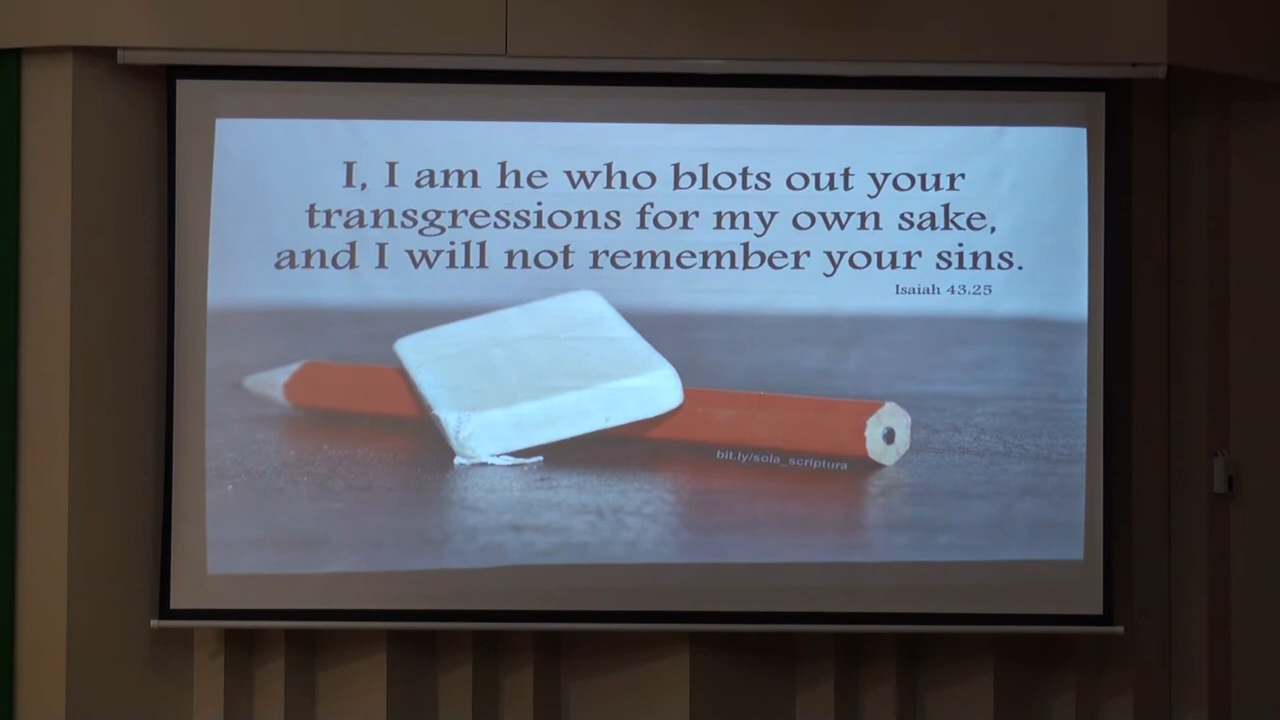 I, I am he who blots out your
transgressions for my own sake,
and I will not remember your sins.
Isaiah 43.25
bit.ly/sola_scriptura